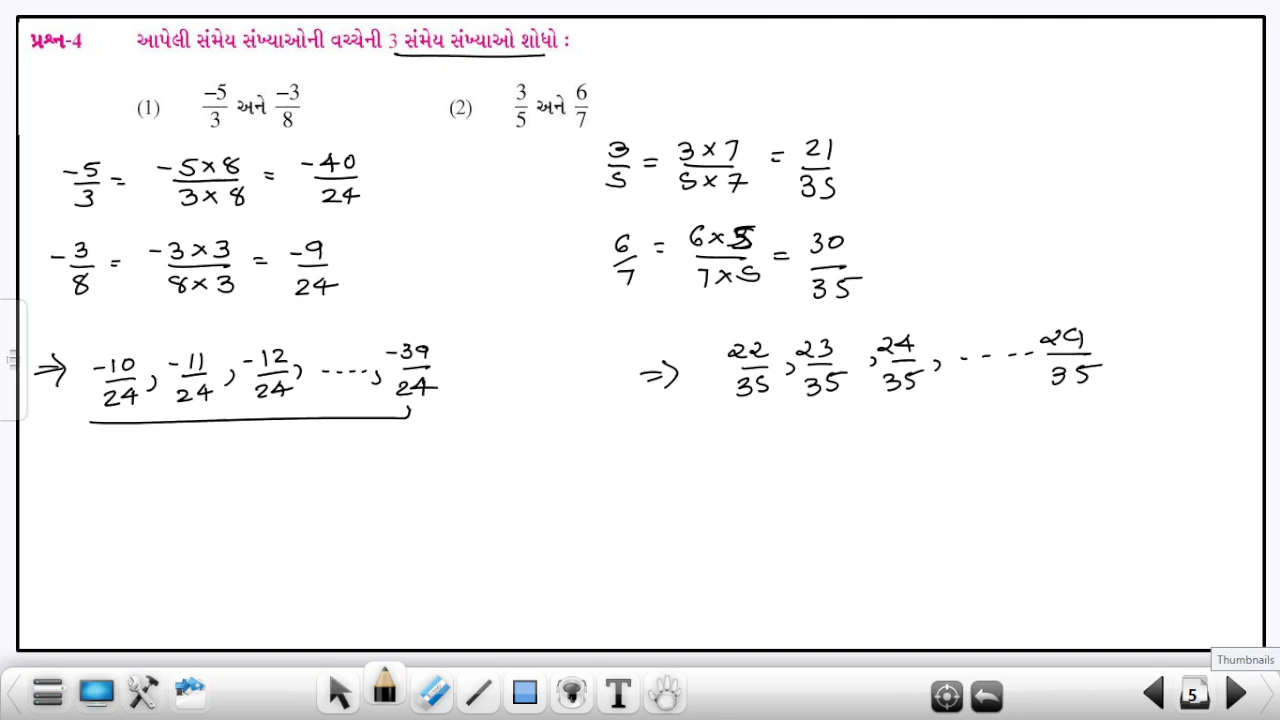 પ્રશ્ન-4 આપેલી સંમેય સંખ્યાઓની વચ્ચેની 3 સંમેય સંખ્યાઓ શોધો :
(1) -5/3 અને -3/8 (2) 3/5 અને 6/7
-5/3 = -5×8/3×8 = -40/24
-3/8 = -3×3/8×3 = -9/24
⇒ -10/24, -11/24, -12/24, ....., -39/24
3/5 = 3×7/5×7 = 21/35
6/7 = 6×5/7×5 = 30/35
⇒ 22/35, 23/35, 24/35, ..... 29/35
Thumbnails
T
5